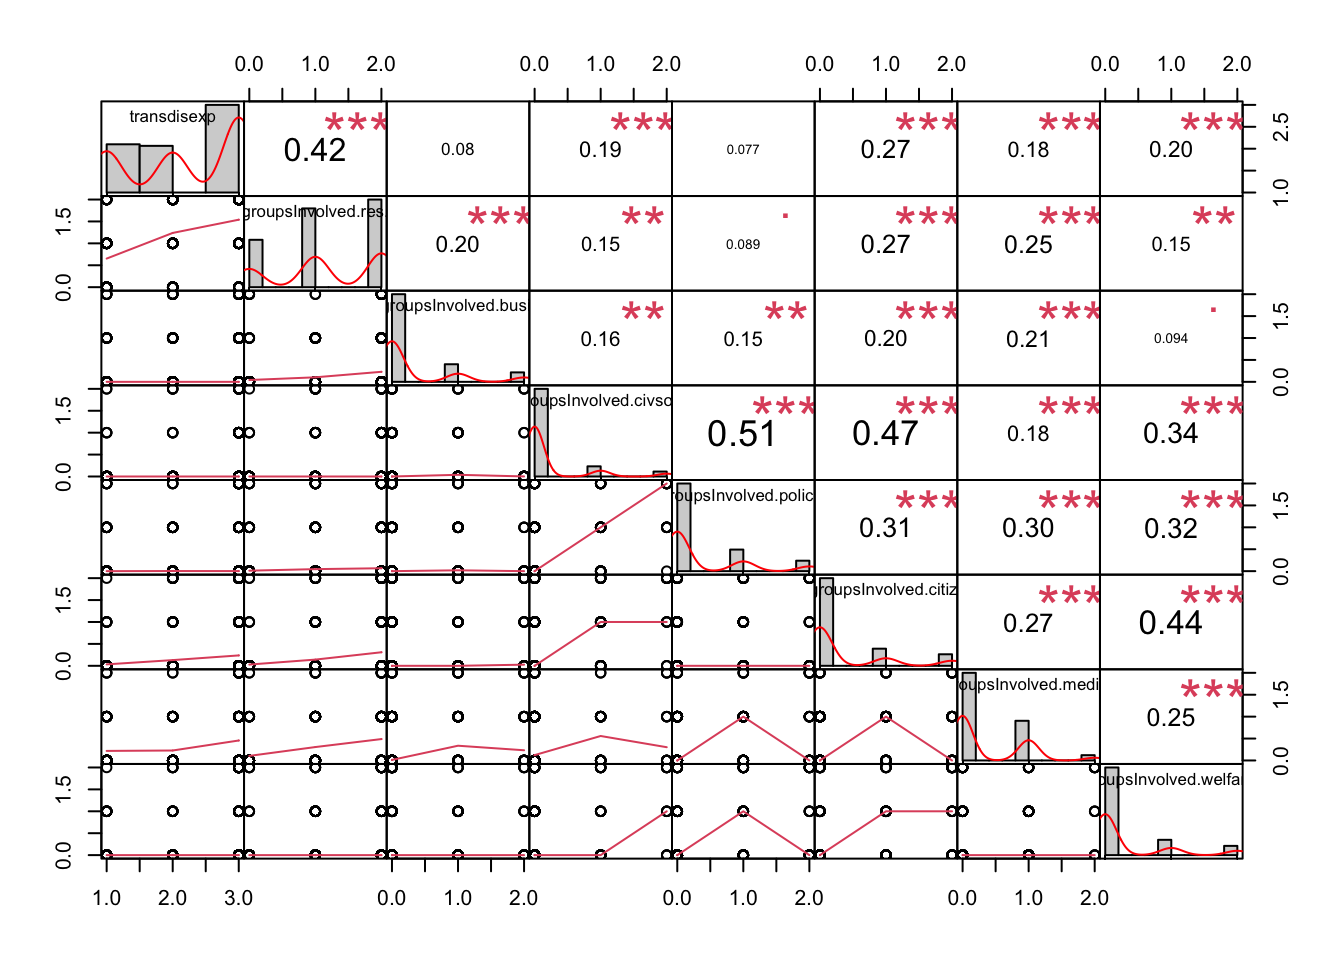 0.0 1.0 2.0 0.0 1.0 2.0 0.0 1.0 2.0 0.0 1.0 2.0
transdisexp 0.42 *** 0.08 0.19 *** 0.077 0.27 *** 0.18 *** 0.20 *** 1.0 2.5
0.0 1.5 groupsInvolved.res 0.20 *** 0.15 ** 0.089 . 0.27 *** 0.25 *** 0.15 **
roupsInvolved.bus 0.16 ** 0.15 ** 0.20 *** 0.21 *** 0.094 . 0.0 1.5
0.0 1.5 oupsInvolved.civso 0.51 *** 0.47 *** 0.18 *** 0.34 ***
roupsInvolved.polic 0.31 *** 0.30 *** 0.32 *** 0.0 1.5
0.0 1.5 groupsInvolved.citiz 0.27 *** 0.44 ***
oupsInvolved.medi 0.25 *** 0.0 1.5
0.0 1.5 oupsInvolved.welfa
1.0 2.0 3.0 0.0 1.0 2.0 0.0 1.0 2.0 0.0 1.0 2.0